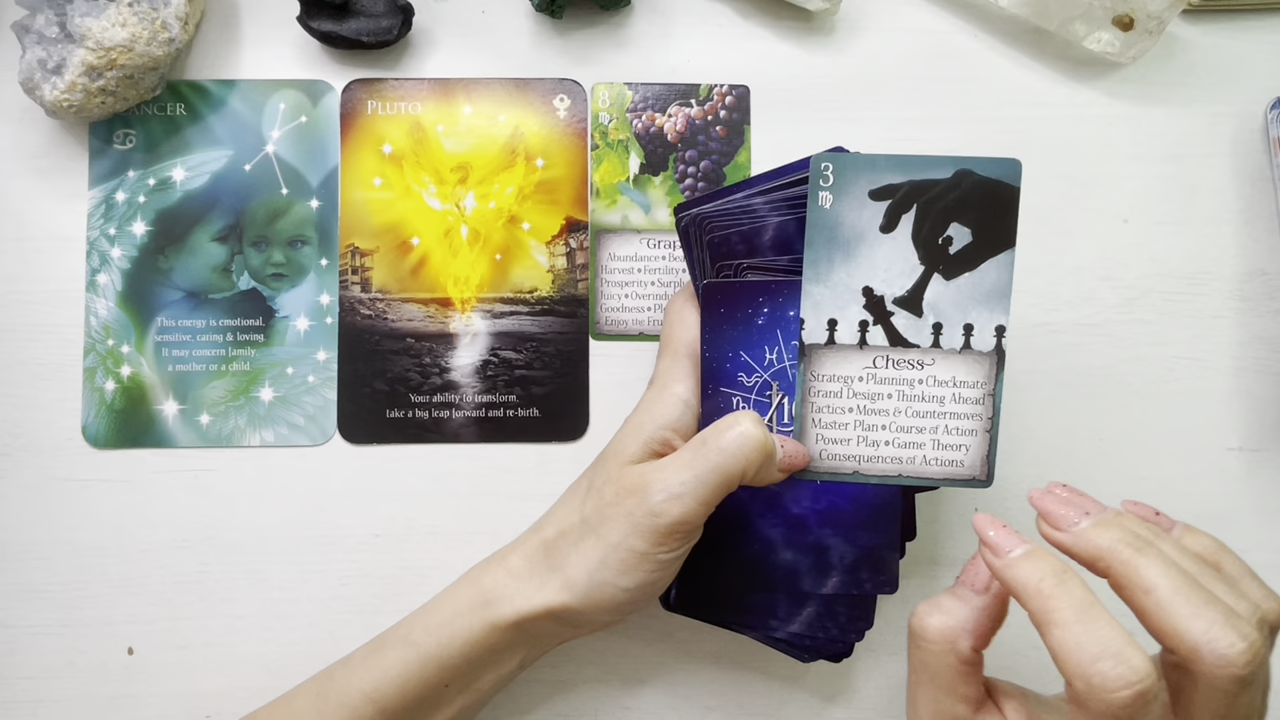 This energy is emotional,
sensitive, caring & loving.
It may concern family,
a mother or a child.
PLUTO
Your ability to transform,
take a big leap forward and re-birth.
8
Abundance
Harvest • Fertility
Prosperity
Juicy
Goodness
Enjoy the
3
Chess
Strategy • Planning • Checkmate
Grand Design • Thinking Ahead
Tactics • Moves & Countermoves
Master Plan • Course of Action
Power Play • Game Theory
Consequences of Actions